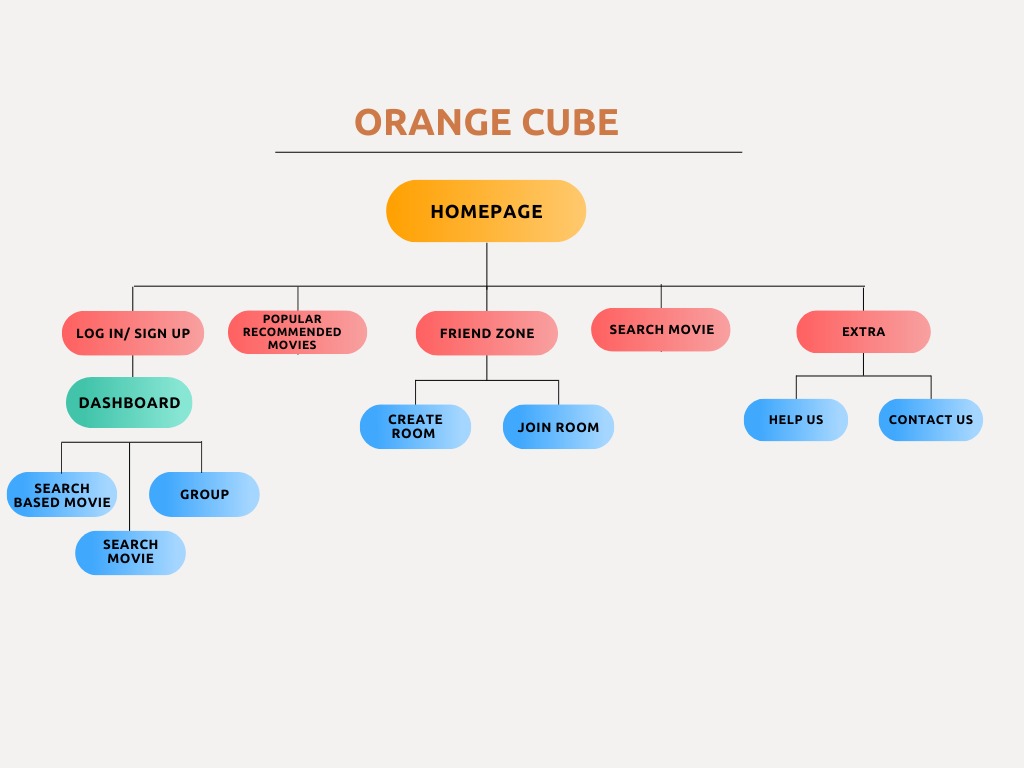 ORANGE CUBE
HOMEPAGE
LOG IN/ SIGN UP
POPULAR
RECOMMENDED
MOVIES
FRIEND ZONE
SEARCH MOVIE
EXTRA
DASHBOARD
CREATE
ROOM
JOIN ROOM
HELP US
CONTACT US
SEARCH
BASED MOVIE
GROUP
SEARCH
MOVIE